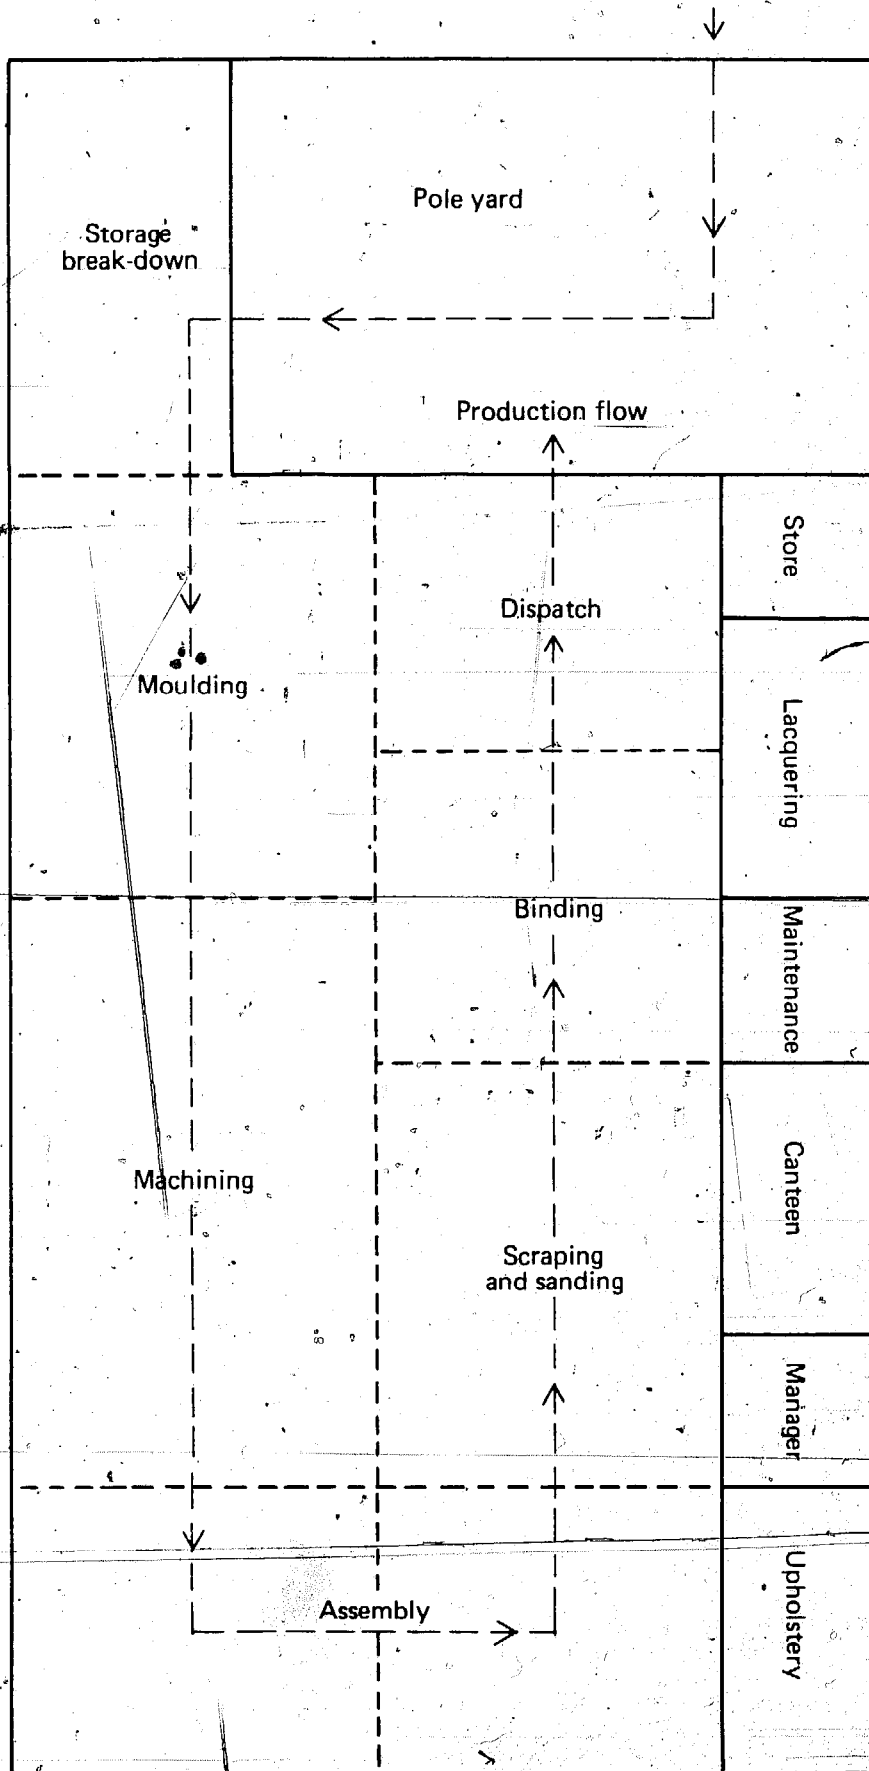 Pole yard
Storage
break-down
Production flow
Store
Dispatch
Moulding
Lacquering
Binding
Maintenance
Machining
Canteen
Scraping
and sanding
Manager
Assembly
Upholstery